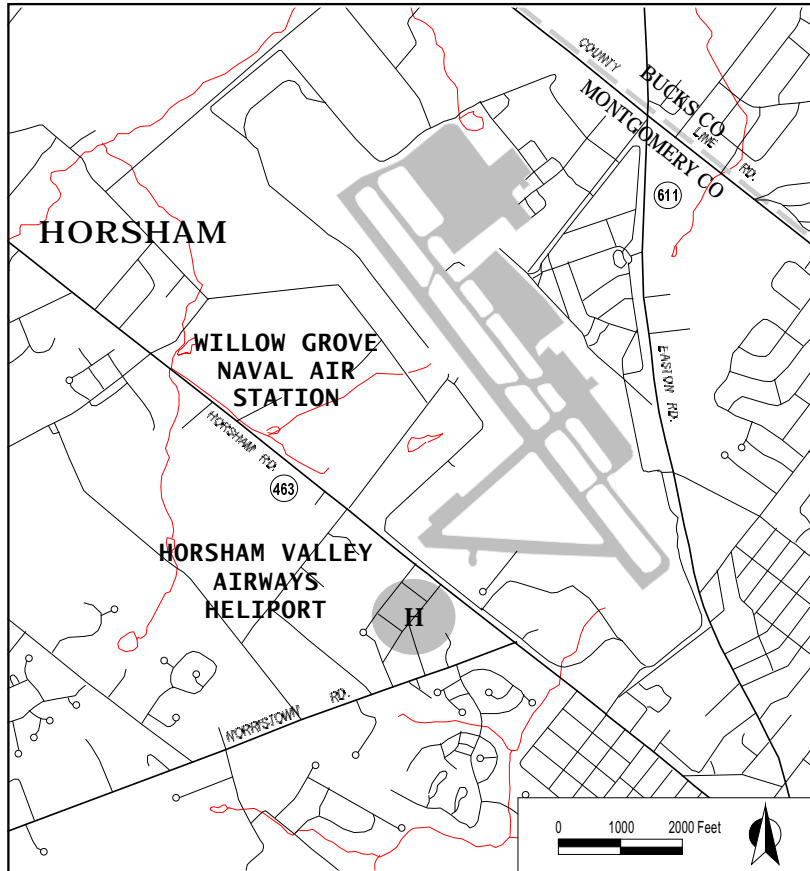 COUNTY
BUCKS CO
MONTGOMERY CO
LINE
RD.
611
HORSHAM
WILLOW GROVE
NAVAL AIR
STATION
EASTON RD.
HORSHAM RD.
463
HORSHAM VALLEY
AIRWAYS
HELIPORT
H
NORRISTOWN RD.
0 1000 2000 Feet